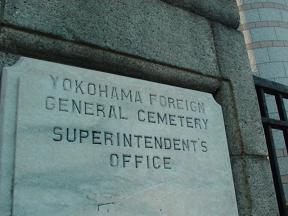 YOKOHAMA FOREIGN
GENERAL CEMETERY
SUPERINTENDENT'S
OFFICE